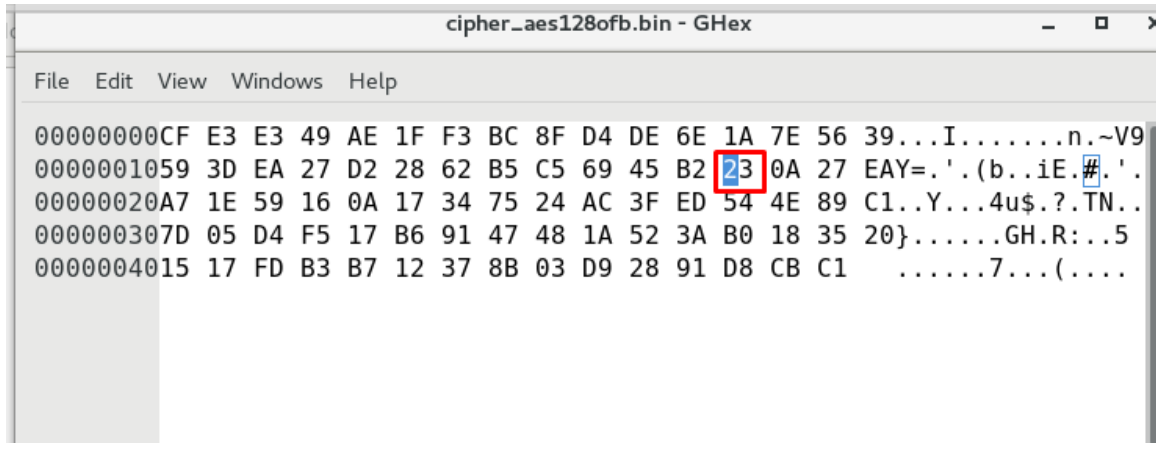 cipher_aes128ofb.bin - GHex
File Edit View Windows Help
00000000CF E3 E3 49 AE 1F F3 BC 8F D4 DE 6E 1A 7E 56 39...I.......n.~V9
0000001059 3D EA 27 D2 28 62 B5 C5 69 45 B2 23 0A 27 EAY=.'.(b..iE.#.'.
00000020A7 1E 59 16 0A 17 34 75 24 AC 3F ED 54 4E 89 C1..Y...4u$.?.TN..
000000307D 05 D4 F5 17 B6 91 47 48 1A 52 3A B0 18 35 20}......GH.R:..5
0000004015 17 FD B3 B7 12 37 8B 03 D9 28 91 D8 CB C1 ......7...(....